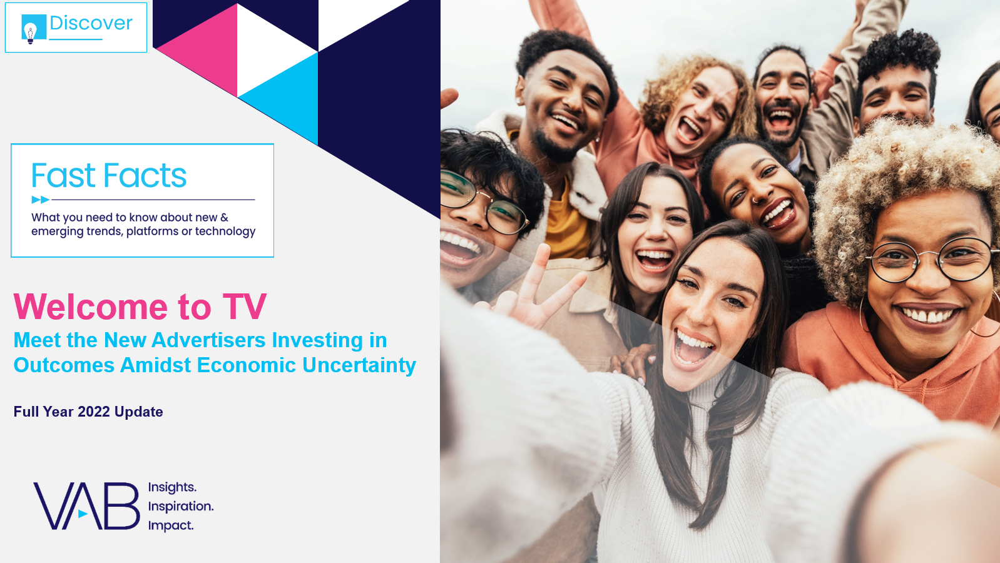 Discover
Fast Facts
What you need to know about new &
emerging trends, platforms or technology
Welcome to TV
Meet the New Advertisers Investing in
Outcomes Amidst Economic Uncertainty
Full Year 2022 Update
VAB
Insights.
Inspiration.
Impact.